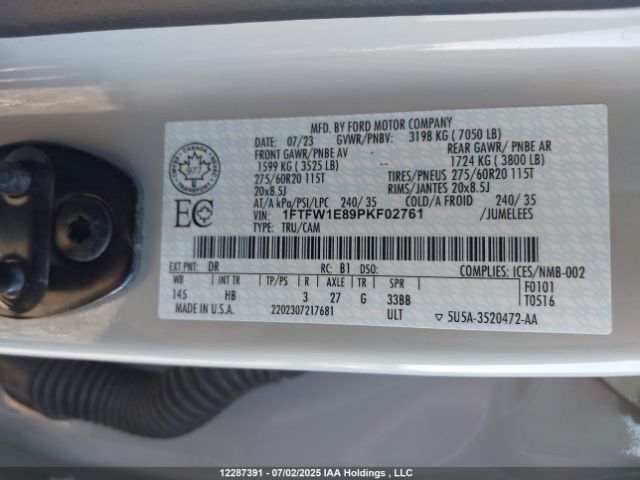 MFD. BY FORD MOTOR COMPANY
DATE: 07/23 GVWR/PNBV: 3198 KG ( 7050 LB)
FRONT GAWR/PNBE AV REAR GAWR/ PNBE AR
1599 KG ( 3525 LB) -- 1724 KG ( 3800 LB)
275/60R20 115T TIRES/PNEUS 275/60R20 115T
20x8.5J RIMS/JANTES 20x8.5J
AT/A kPa/PSI/LPC 240/ 35 COLD/A FROID 240/ 35
VIN: 1FTFW1E89PKF02761 /JUMELEES
TYPE: TRU/CAM
CANADA
977
EC
EXT PNT: DR RC: B1 DSO: COMPLIES: ICES/NMB-002
WB INT TR TP/PS R AXLE TR SPR F0101
145 HB 3 27 G 33BB T0516
MADE IN U.S.A. 2202307217681 ULT ▽ 5U5A-3520472-AA
12287391 - 07/02/2025 IAA Holdings , LLC